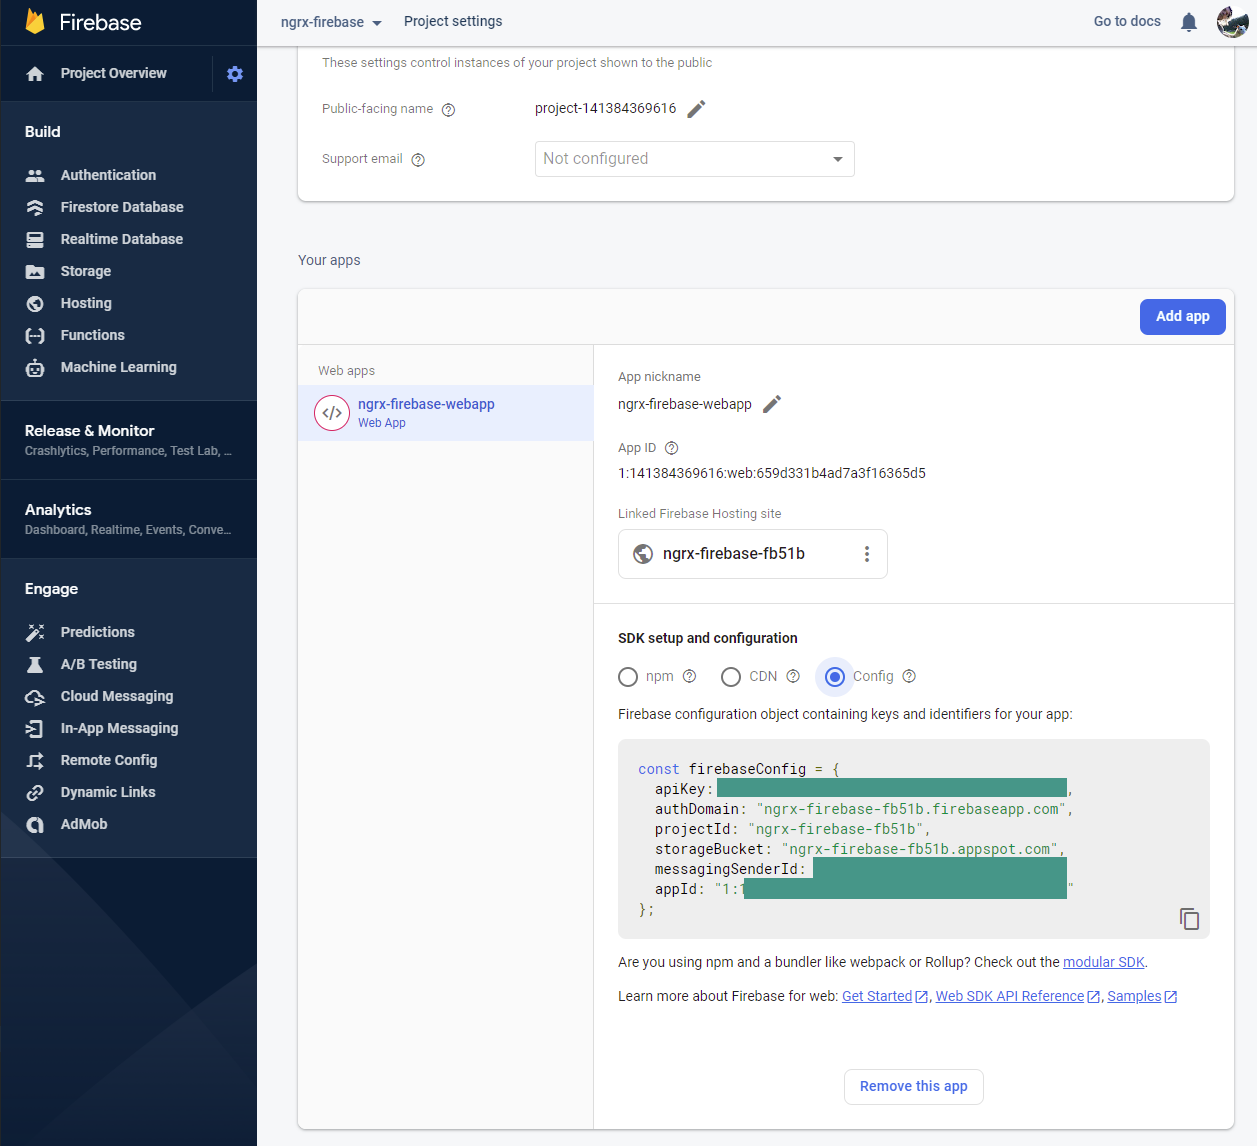 Firebase
ngrx-firebase
Project settings
Go to docs
Project Overview
Build
Authentication
Firestore Database
Realtime Database
Storage
Hosting
Functions
Machine Learning
Release & Monitor
Crashlytics, Performance, Test Lab, ...
Analytics
Dashboard, Realtime, Events, Conve...
Engage
Predictions
A/B Testing
Cloud Messaging
In-App Messaging
Remote Config
Dynamic Links
AdMob
These settings control instances of your project shown to the public
Public-facing name
project-141384369616
Support email
Not configured
Your apps
Add app
Web apps
ngrx-firebase-webapp
Web App
App nickname
ngrx-firebase-webapp
App ID
1:141384369616:web:659d331b4ad7a3f16365d5
Linked Firebase Hosting site
ngrx-firebase-fb51b
SDK setup and configuration
npm
CDN
Config
Firebase configuration object containing keys and identifiers for your app:
const firebaseConfig = {
apiKey: ,
authDomain: "ngrx-firebase-fb51b.firebaseapp.com",
projectId: "ngrx-firebase-fb51b",
storageBucket: "ngrx-firebase-fb51b.appspot.com",
messagingSenderId:
appId: "1:1"
};
Are you using npm and a bundler like webpack or Rollup? Check out the modular SDK.
Learn more about Firebase for web: Get Started, Web SDK API Reference, Samples
Remove this app